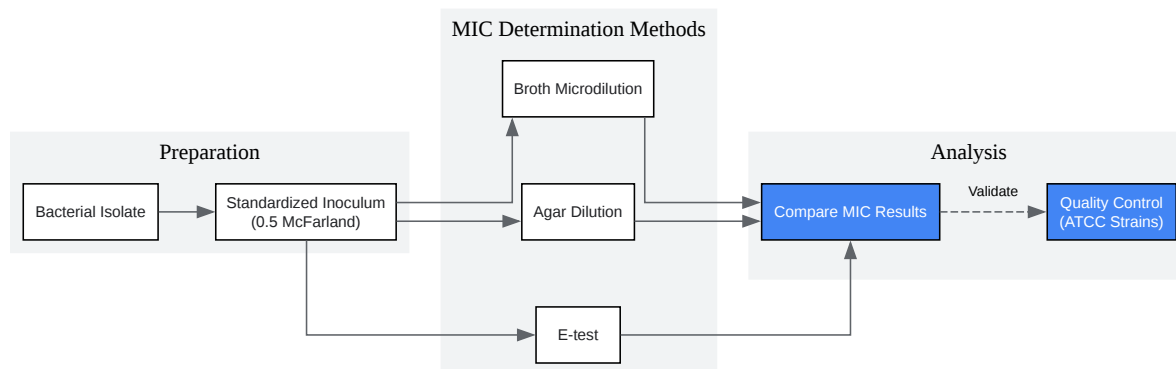 MIC Determination Methods
Broth Microdilution
Preparation
Analysis
Bacterial Isolate
Standardized Inoculum
(0.5 McFarland)
Agar Dilution
Compare MIC Results
Validate
Quality Control
(ATCC Strains)
E-test